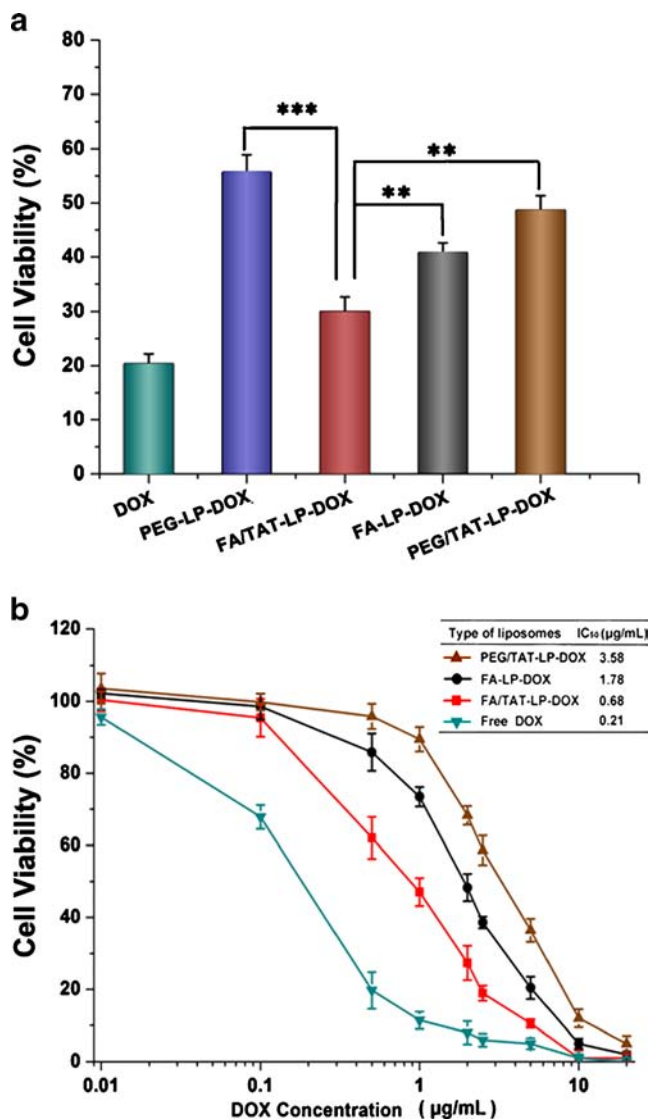 a
80
70
60
50
40
30
20
10
0
Cell Viability (%)
***
**
**
DOX
PEG-LP-DOX
FA/TAT-LP-DOX
FA-LP-DOX
PEG/TAT-LP-DOX
b
120
100
80
60
40
20
0
Cell Viability (%)
Type of liposomes IC₅₀ (µg/mL)
PEG/TAT-LP-DOX 3.58
FA-LP-DOX 1.78
FA/TAT-LP-DOX 0.68
Free DOX 0.21
0.01 0.1 1 10
DOX Concentration ( µg/mL)